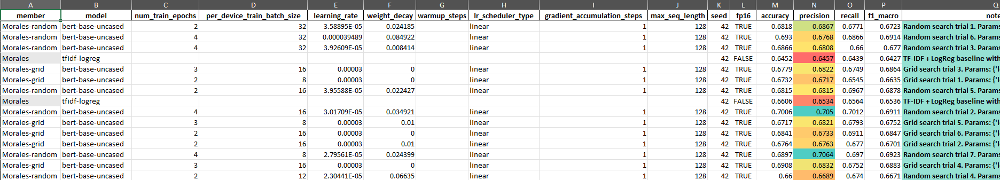 A B C D E F G H I J K L M N O P Q
member model num_train_epochs per_device_train_batch_size learning_rate weight_decay warmup_steps lr_scheduler_type gradient_accumulation_steps max_seq_length seed fp16 accuracy precision recall f1_macro note
Morales-random bert-base-uncased 2 32 3.58895E-05 0.024185 linear 1 128 42 TRUE 0.6818 0.6867 0.6771 0.6723 Random search trial 1. Params
Morales-random bert-base-uncased 4 32 0.000039489 0.084922 linear 1 128 42 TRUE 0.693 0.6768 0.6866 0.6914 Random search trial 6. Params
Morales-random bert-base-uncased 4 32 3.92609E-05 0.008414 linear 1 128 42 TRUE 0.6866 0.6808 0.66 0.677 Random search trial 3. Params
Morales tfidf-logreg 42 FALSE 0.6452 0.6457 0.6439 0.6427 TF-IDF + LogReg baseline with
Morales-grid bert-base-uncased 3 16 0.00003 0 linear 1 128 42 TRUE 0.6779 0.6822 0.6749 0.6864 Grid search trial 3. Params: {'l
Morales-grid bert-base-uncased 2 8 0.00003 0 linear 1 128 42 TRUE 0.6732 0.6717 0.6545 0.6635 Grid search trial 1. Params: {'l
Morales-random bert-base-uncased 2 16 3.95588E-05 0.022427 linear 1 128 42 TRUE 0.6815 0.6815 0.6967 0.6878 Random search trial 5. Params
Morales tfidf-logreg 42 FALSE 0.6606 0.6534 0.6564 0.6536 TF-IDF + LogReg baseline with
Morales-random bert-base-uncased 4 16 3.01709E-05 0.034921 linear 1 128 42 TRUE 0.7006 0.705 0.7012 0.6911 Random search trial 2. Params
Morales-grid bert-base-uncased 3 8 0.00003 0.01 linear 1 128 42 TRUE 0.6717 0.6821 0.6793 0.6752 Grid search trial 5. Params: {'l
Morales-grid bert-base-uncased 2 16 0.00003 0 linear 1 128 42 TRUE 0.6841 0.6733 0.6911 0.6847 Grid search trial 6. Params: {'l
Morales-grid bert-base-uncased 2 16 0.00003 0.01 linear 1 128 42 TRUE 0.6764 0.6763 0.677 0.6701 Grid search trial 2. Params: {'l
Morales-random bert-base-uncased 4 8 2.79561E-05 0.024399 linear 1 128 42 TRUE 0.6897 0.7064 0.697 0.6923 Random search trial 7. Params
Morales-grid bert-base-uncased 3 16 0.00003 0 linear 1 128 42 TRUE 0.6908 0.6832 0.6752 0.6883 Grid search trial 4. Params: {'l
Morales-random bert-base-uncased 2 12 2.30441E-05 0.06635 linear 1 128 42 TRUE 0.66 0.6689 0.674 0.6671 Random search trial 4. Params